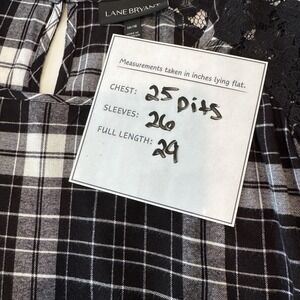 LANE BRYANT
Measurements taken in inches lying flat.
CHEST: 25 Pits
SLEEVES: 26
FULL LENGTH: 29